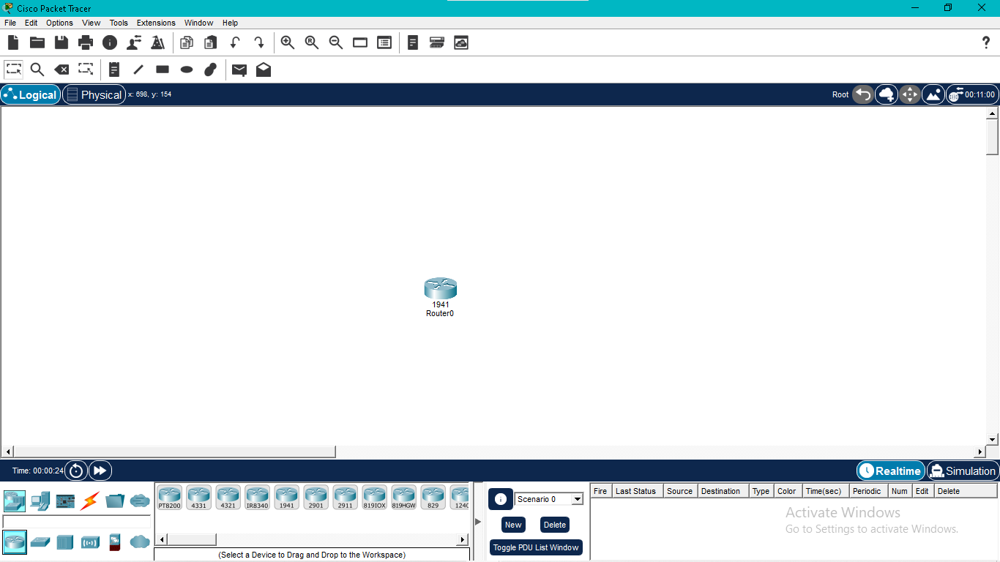 Cisco Packet Tracer
File Edit Options View Tools Extensions Window Help
?
Logical Physical x: 698, y: 154 Root 00:11:00
1941
Router0
Time: 00:00:24 Realtime Simulation
PT8200 4331 4321 IR8340 1941 2901 2911 819IOX 819HGW 829 1240
(Select a Device to Drag and Drop to the Workspace)
Scenario 0
New Delete
Toggle PDU List Window
Fire Last Status Source Destination Type Color Time(sec) Periodic Num Edit Delete
Activate Windows
Go to Settings to activate Windows.